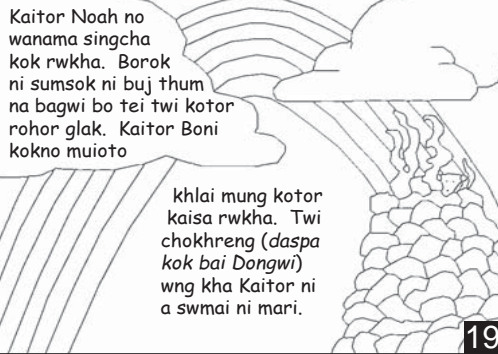 Kaitor Noah no
wanama singcha
kok rwkha. Borok
ni sumsok ni buj thum
na bagwi bo tei twi kotor
rohor glak. Kaitor Boni
kokno muioto
khlai mung kotor
kaisa rwkha. Twi
chokhreng (daspa
kok bai Dongwi)
wng kha Kaitor ni
a swmai ni mari.
19